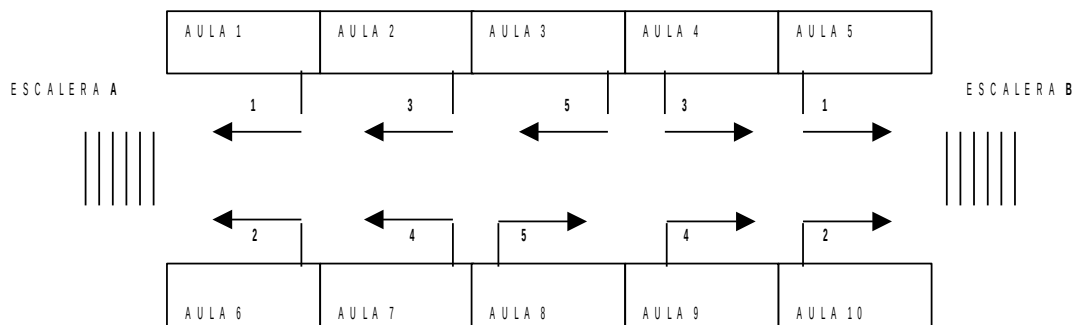 AULA 1 AULA 2 AULA 3 AULA 4 AULA 5
ESCALERA A ESCALERA B
1 3 5 3 1
2 4 5 4 2
AULA 6 AULA 7 AULA 8 AULA 9 AULA 10